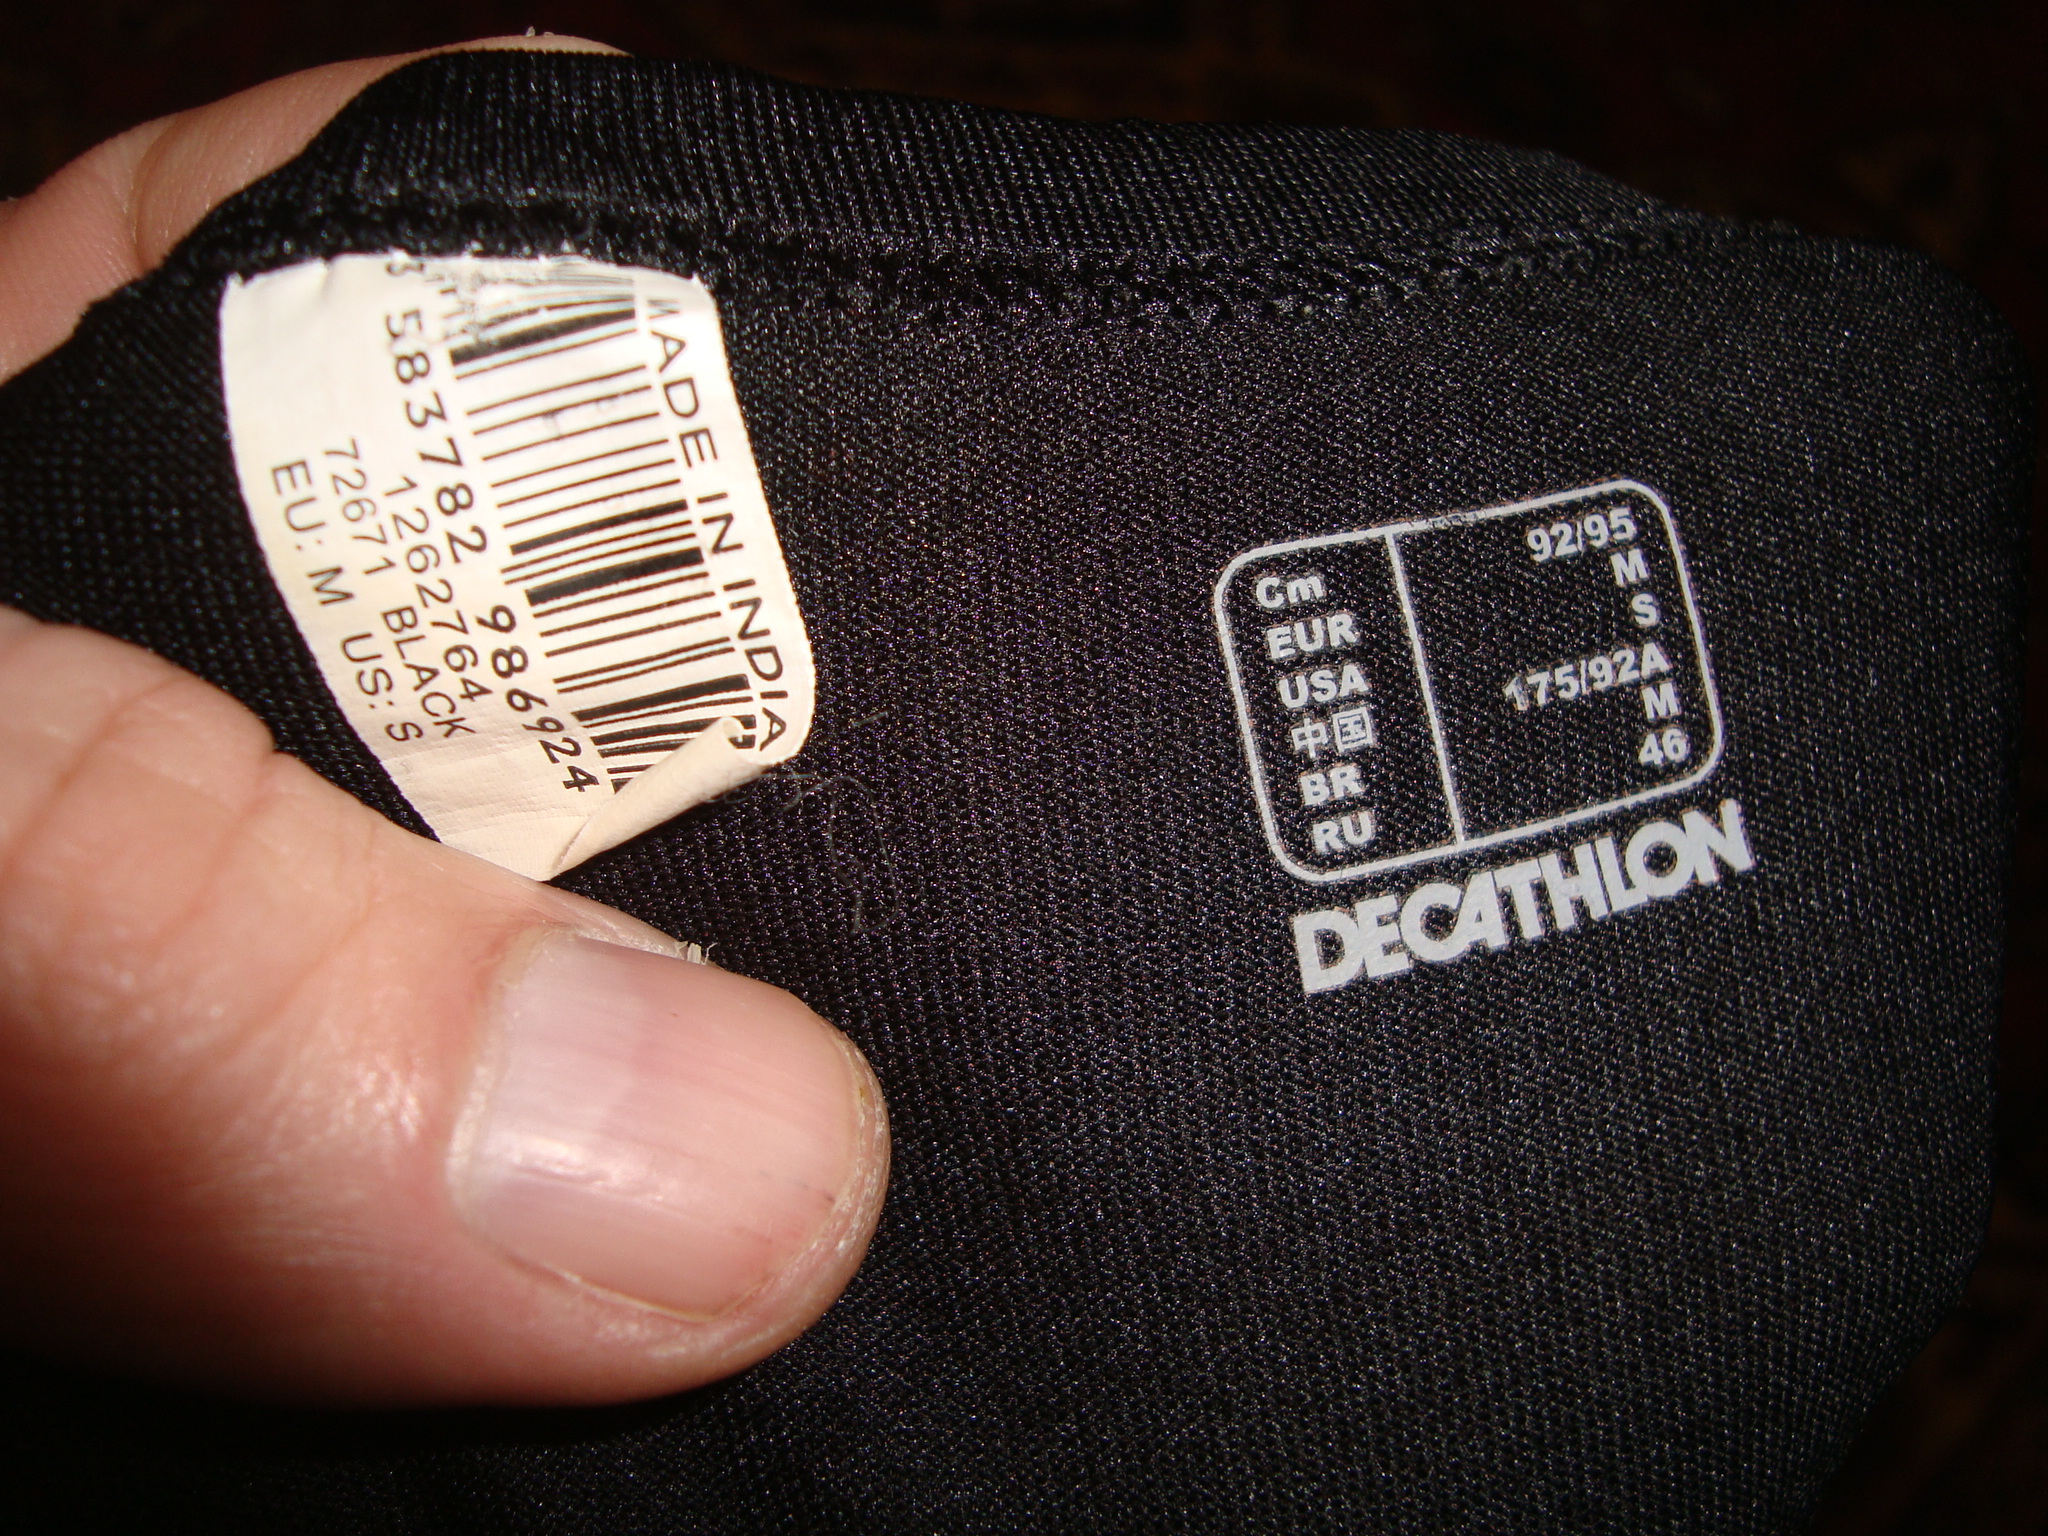 MADE IN INDIA
3 583782 986924
1262764
72671 BLACK
EU: M US: S
Cm 92/95
EUR M
USA S
中国 175/92A
BR M
RU 46
DECATHLON